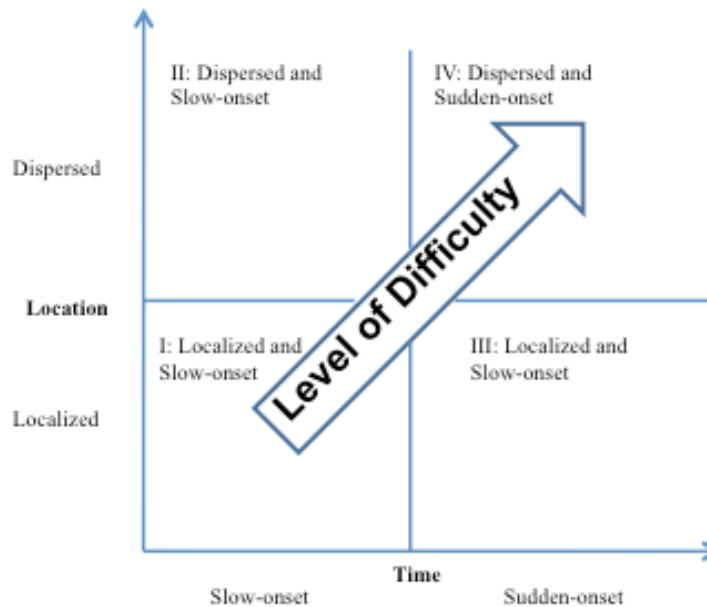 II: Dispersed and
Slow-onset
IV: Dispersed and
Sudden-onset
Dispersed
Level of Difficulty
Location
I: Localized and
Slow-onset
III: Localized and
Slow-onset
Localized
Time
Slow-onset
Sudden-onset